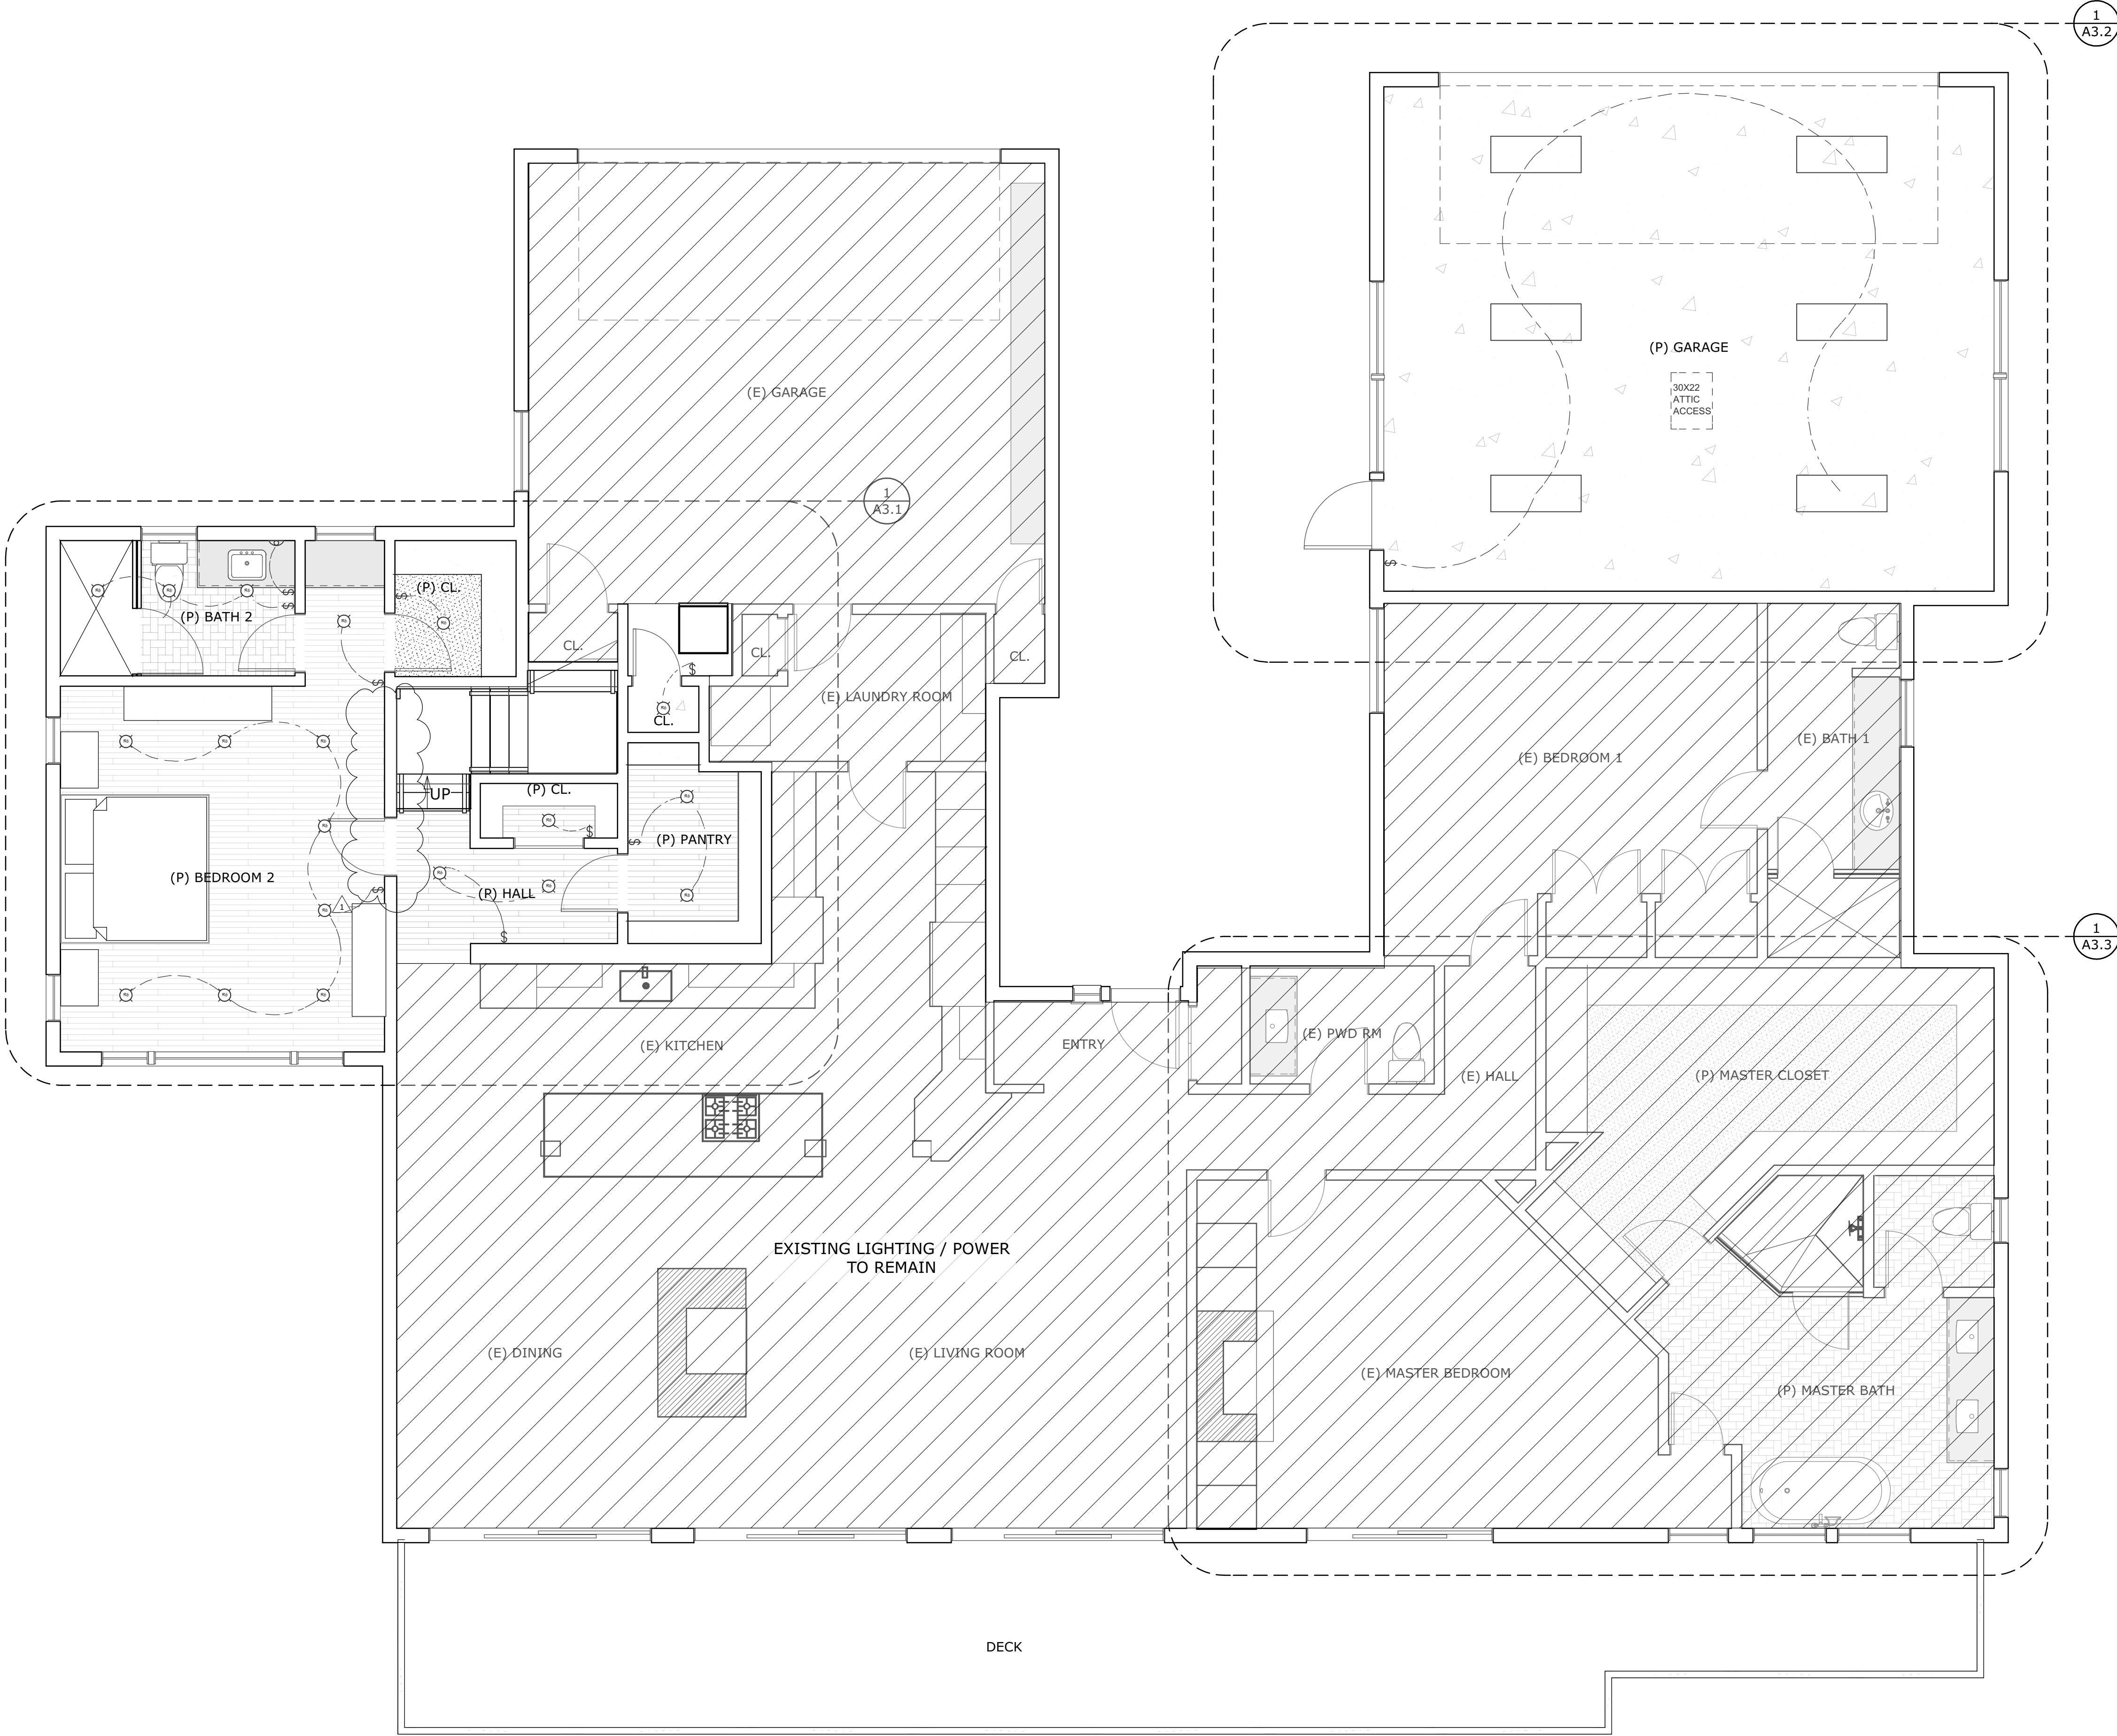 1
A3.2
(P) GARAGE
30X22
ATTIC
ACCESS
(E) GARAGE
1
A3.1
(P) CL.
(P) BATH 2
CL.
CL.
CL.
(E) LAUNDRY ROOM
CL.
(E) BATH 1
(E) BEDROOM 1
UP
(P) CL.
(P) PANTRY
(P) BEDROOM 2
(P) HALL
1
1
A3.3
(E) KITCHEN
ENTRY
(E) PWD RM
(E) HALL
(P) MASTER CLOSET
EXISTING LIGHTING / POWER
TO REMAIN
(E) DINING
(E) LIVING ROOM
(E) MASTER BEDROOM
(P) MASTER BATH
DECK